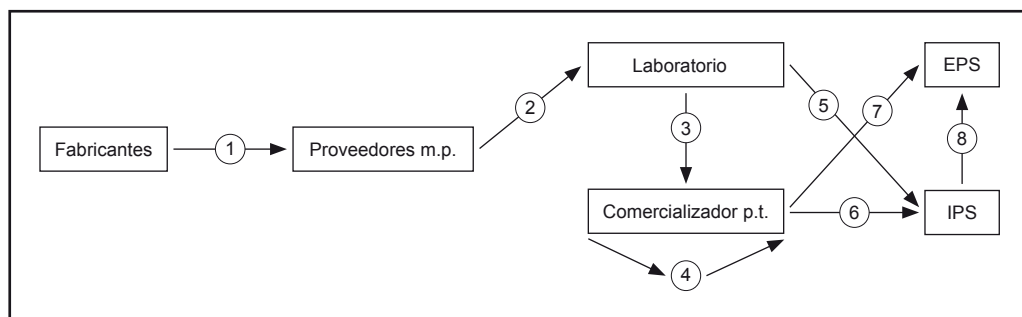 Fabricantes
1
Proveedores m.p.
2
Laboratorio
3
Comercializador p.t.
4
5
6
7
EPS
8
IPS